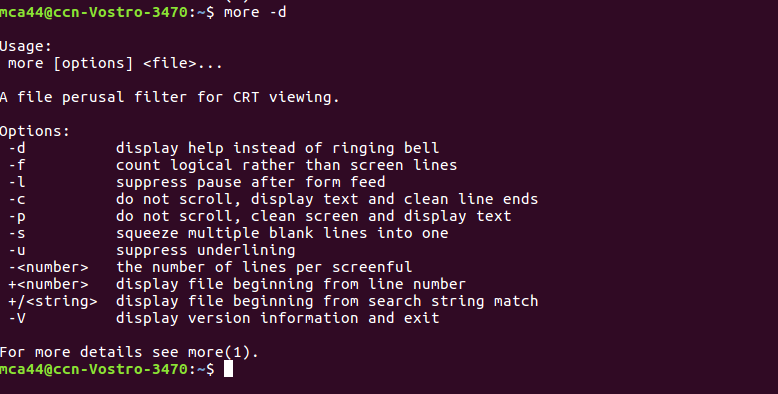 mca44@ccn-Vostro-3470:~$ more -d
Usage:
 more [options] <file>...
A file perusal filter for CRT viewing.
Options:
 -d          display help instead of ringing bell
 -f          count logical rather than screen lines
 -l          suppress pause after form feed
 -c          do not scroll, display text and clean line ends
 -p          do not scroll, clean screen and display text
 -s          squeeze multiple blank lines into one
 -u          suppress underlining
 -<number>   the number of lines per screenful
 +<number>   display file beginning from line number
 +/<string>  display file beginning from search string match
 -V          display version information and exit
For more details see more(1).
mca44@ccn-Vostro-3470:~$